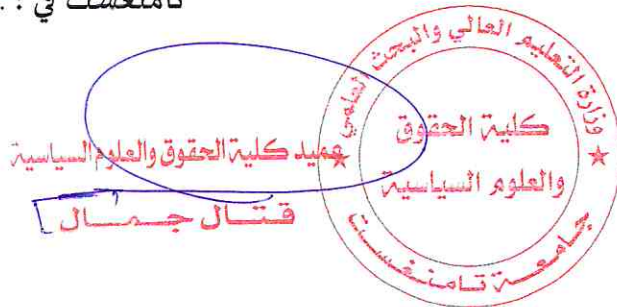 تامنغست في :
وزارة التعليم العالي والبحث العلمي
كلية الحقوق
والعلوم السياسية
جامعة تامنغست
عميد كلية الحقوق والعلوم السياسية
قتال جمال